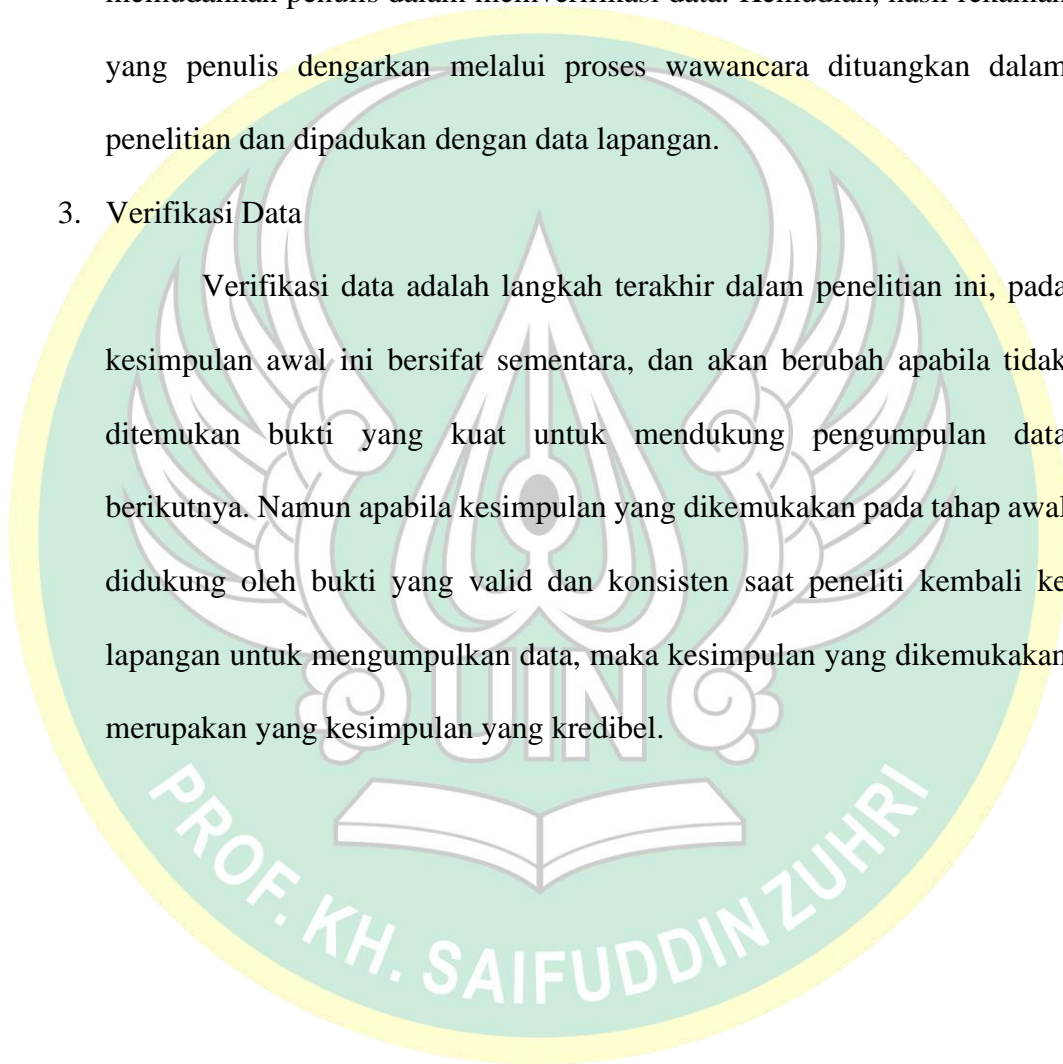 memudahkan penulis dalam memverifikasi data. Kemudian, hasil rekaman
yang penulis dengarkan melalui proses wawancara dituangkan dalam
penelitian dan dipadukan dengan data lapangan.
3. Verifikasi Data
Verifikasi data adalah langkah terakhir dalam penelitian ini, pada
kesimpulan awal ini bersifat sementara, dan akan berubah apabila tidak
ditemukan bukti yang kuat untuk mendukung pengumpulan data
berikutnya. Namun apabila kesimpulan yang dikemukakan pada tahap awal
didukung oleh bukti yang valid dan konsisten saat peneliti kembali ke
lapangan untuk mengumpulkan data, maka kesimpulan yang dikemukakan
merupakan yang kesimpulan yang kredibel.
UIN
PROF. KH. SAIFUDDIN ZUHRI